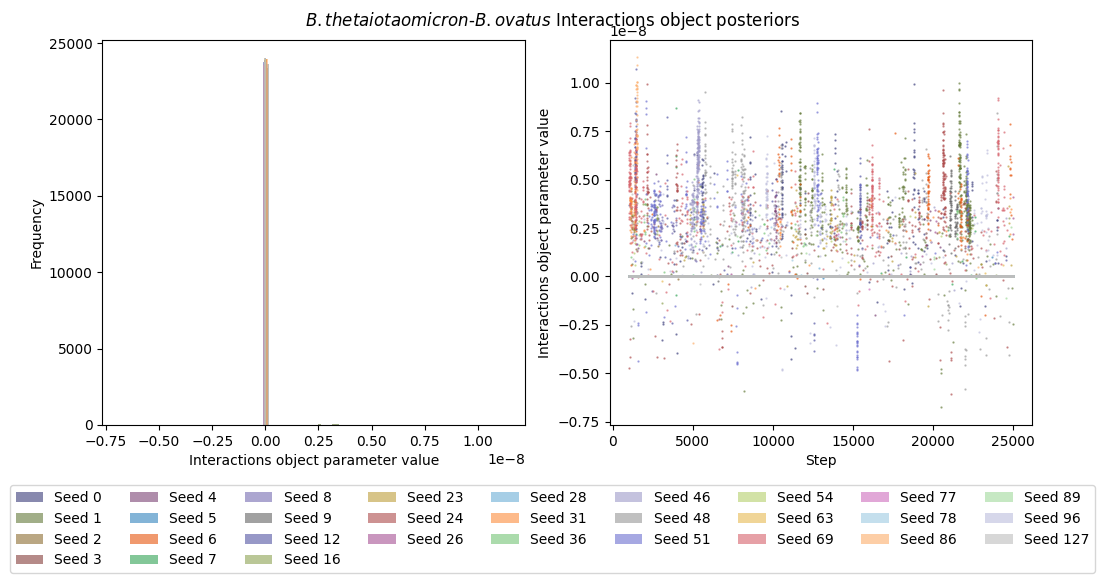 B. thetaiotaomicron-B. ovatus Interactions object posteriors
25000
20000
15000
10000
5000
0
Frequency
−0.75 −0.50 −0.25 0.00 0.25 0.50 0.75 1.00
1e−8
Interactions object parameter value
1e−8
1.00
0.75
0.50
0.25
0.00
−0.25
−0.50
−0.75
Interactions object parameter value
0 5000 10000 15000 20000 25000
Step
Seed 0 Seed 4 Seed 8 Seed 23 Seed 28 Seed 46 Seed 54 Seed 77 Seed 89
Seed 1 Seed 5 Seed 9 Seed 24 Seed 31 Seed 48 Seed 63 Seed 78 Seed 96
Seed 2 Seed 6 Seed 12 Seed 26 Seed 36 Seed 51 Seed 69 Seed 86 Seed 127
Seed 3 Seed 7 Seed 16